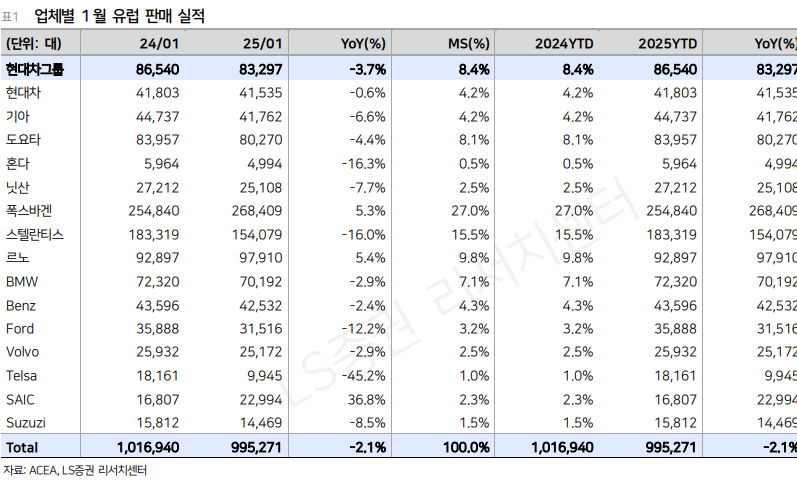 표1 업체별 1월 유럽 판매 실적
(단위: 대) 24/01 25/01 YoY(%) MS(%) 2024YTD 2025YTD YoY(%)
현대차그룹 86,540 83,297 -3.7% 8.4% 8.4% 86,540 83,297
현대차 41,803 41,535 -0.6% 4.2% 4.2% 41,803 41,535
기아 44,737 41,762 -6.6% 4.2% 4.2% 44,737 41,762
도요타 83,957 80,270 -4.4% 8.1% 8.1% 83,957 80,270
혼다 5,964 4,994 -16.3% 0.5% 0.5% 5,964 4,994
닛산 27,212 25,108 -7.7% 2.5% 2.5% 27,212 25,108
폭스바겐 254,840 268,409 5.3% 27.0% 27.0% 254,840 268,409
스텔란티스 183,319 154,079 -16.0% 15.5% 15.5% 183,319 154,079
르노 92,897 97,910 5.4% 9.8% 9.8% 92,897 97,910
BMW 72,320 70,192 -2.9% 7.1% 7.1% 72,320 70,192
Benz 43,596 42,532 -2.4% 4.3% 4.3% 43,596 42,532
Ford 35,888 31,516 -12.2% 3.2% 3.2% 35,888 31,516
Volvo 25,932 25,172 -2.9% 2.5% 2.5% 25,932 25,172
Telsa 18,161 9,945 -45.2% 1.0% 1.0% 18,161 9,945
SAIC 16,807 22,994 36.8% 2.3% 2.3% 16,807 22,994
Suzuzi 15,812 14,469 -8.5% 1.5% 1.5% 15,812 14,469
Total 1,016,940 995,271 -2.1% 100.0% 1,016,940 995,271 -2.1%
자료: ACEA, LS증권 리서치센터
LS증권 리서치센터